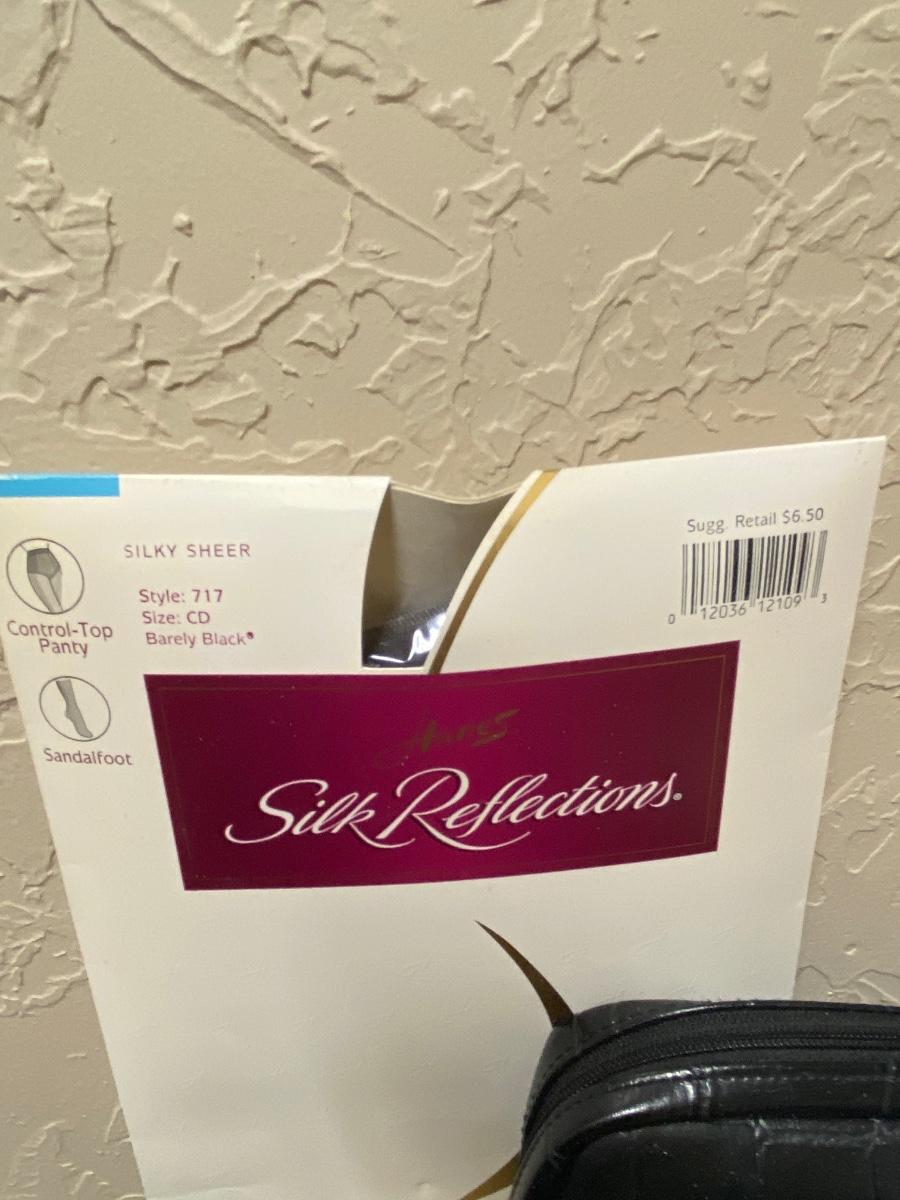 SILKY SHEER
Style: 717
Size: CD
Barely Black®
Control-Top
Panty
Sandalfoot
Sugg. Retail $6.50
0 12036 12109 3
Hanes
Silk Reflections®